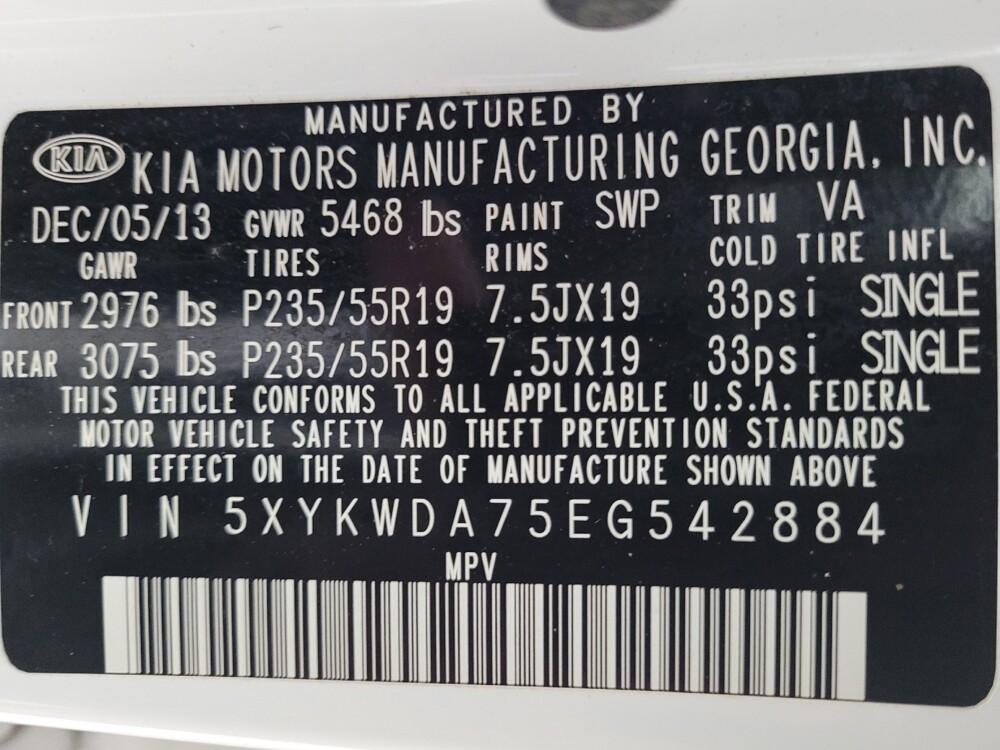 MANUFACTURED BY
KIA KIA MOTORS MANUFACTURING GEORGIA, INC.
DEC/05/13 GVWR 5468 lbs PAINT SWP TRIM VA
GAWR TIRES RIMS COLD TIRE INFL
FRONT 2976 lbs P235/55R19 7.5JX19 33psi SINGLE
REAR 3075 lbs P235/55R19 7.5JX19 33psi SINGLE
THIS VEHICLE CONFORMS TO ALL APPLICABLE U.S.A. FEDERAL
MOTOR VEHICLE SAFETY AND THEFT PREVENTION STANDARDS
IN EFFECT ON THE DATE OF MANUFACTURE SHOWN ABOVE
VIN 5XYKWDA75EG542884
MPV